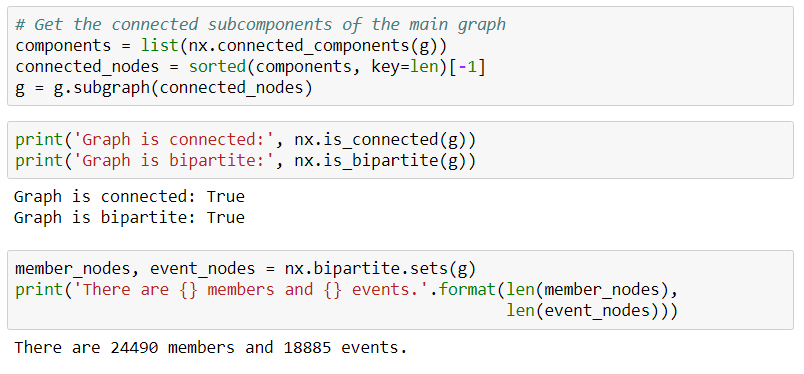 # Get the connected subcomponents of the main graph
components = list(nx.connected_components(g))
connected_nodes = sorted(components, key=len)[-1]
g = g.subgraph(connected_nodes)
print('Graph is connected:', nx.is_connected(g))
print('Graph is bipartite:', nx.is_bipartite(g))
Graph is connected: True
Graph is bipartite: True
member_nodes, event_nodes = nx.bipartite.sets(g)
print('There are {} members and {} events.'.format(len(member_nodes),
len(event_nodes)))
There are 24490 members and 18885 events.